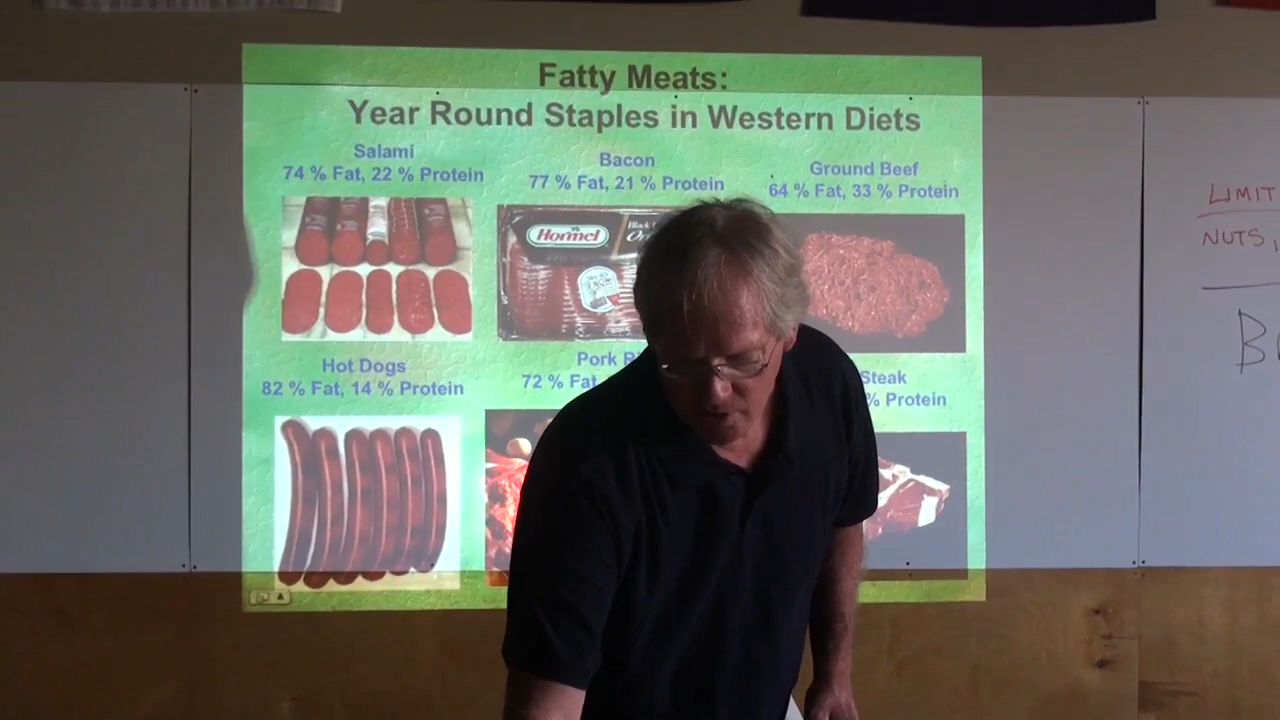 Fatty Meats:
Year Round Staples in Western Diets
Salami
74 % Fat, 22 % Protein
Bacon
77 % Fat, 21 % Protein
Ground Beef
64 % Fat, 33 % Protein
Hormel
Hot Dogs
82 % Fat, 14 % Protein
Pork
72 % Fat
Steak
% Protein
LIMIT
NUTS,